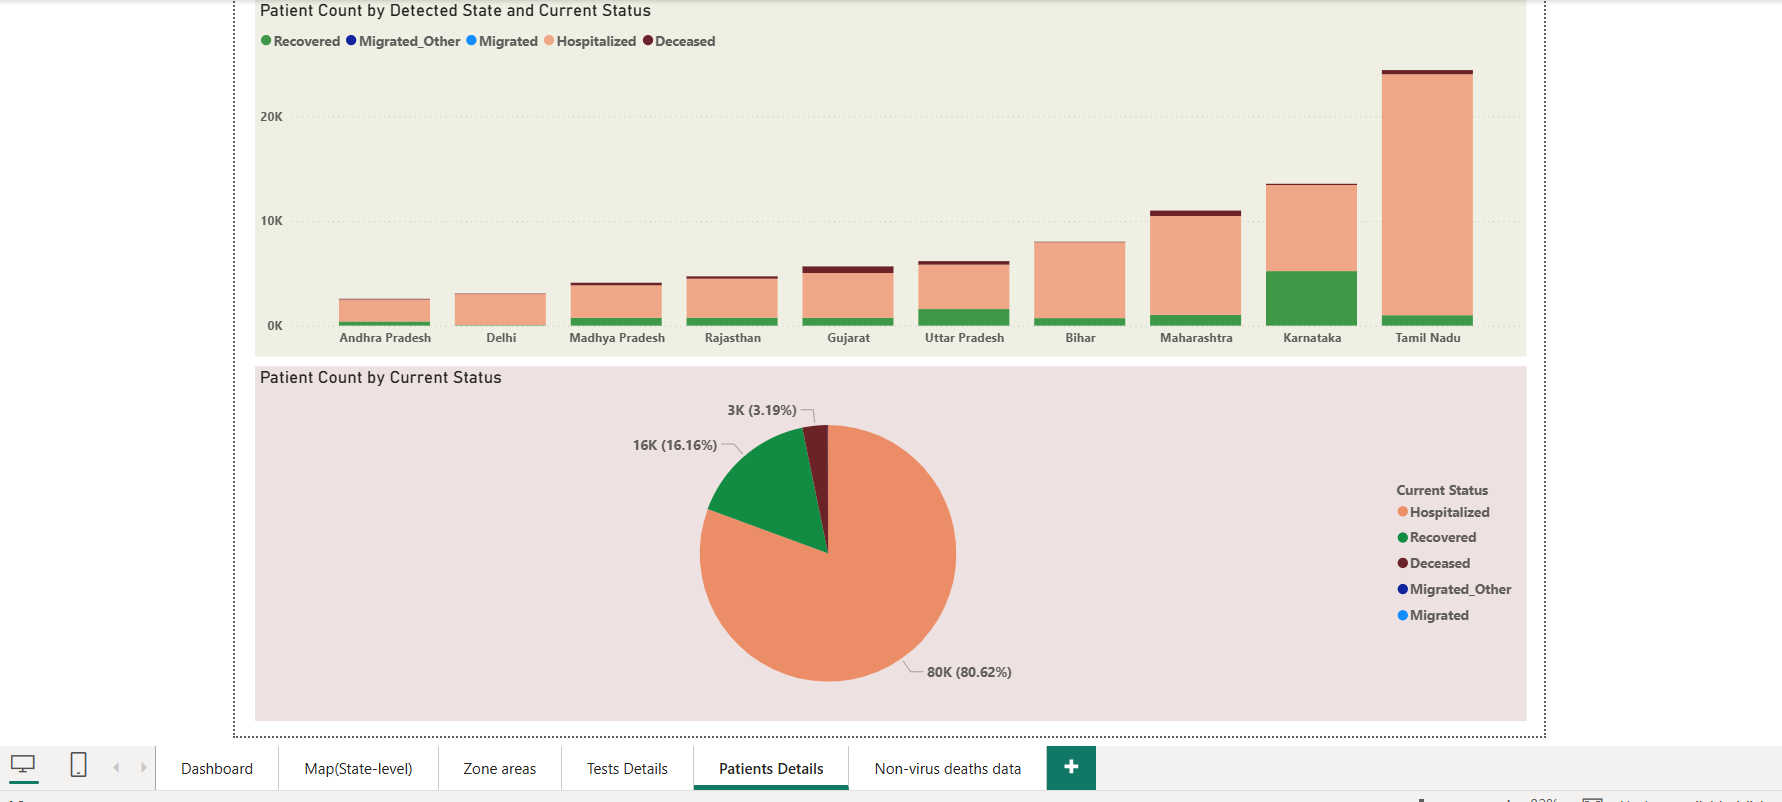 Patient Count by Detected State and Current Status
Recovered Migrated_Other Migrated Hospitalized Deceased
20K
10K
0K
Andhra Pradesh Delhi Madhya Pradesh Rajasthan Gujarat Uttar Pradesh Bihar Maharashtra Karnataka Tamil Nadu
Patient Count by Current Status
3K (3.19%)
16K (16.16%)
80K (80.62%)
Current Status
Hospitalized
Recovered
Deceased
Migrated_Other
Migrated
Dashboard Map(State-level) Zone areas Tests Details Patients Details Non-virus deaths data +